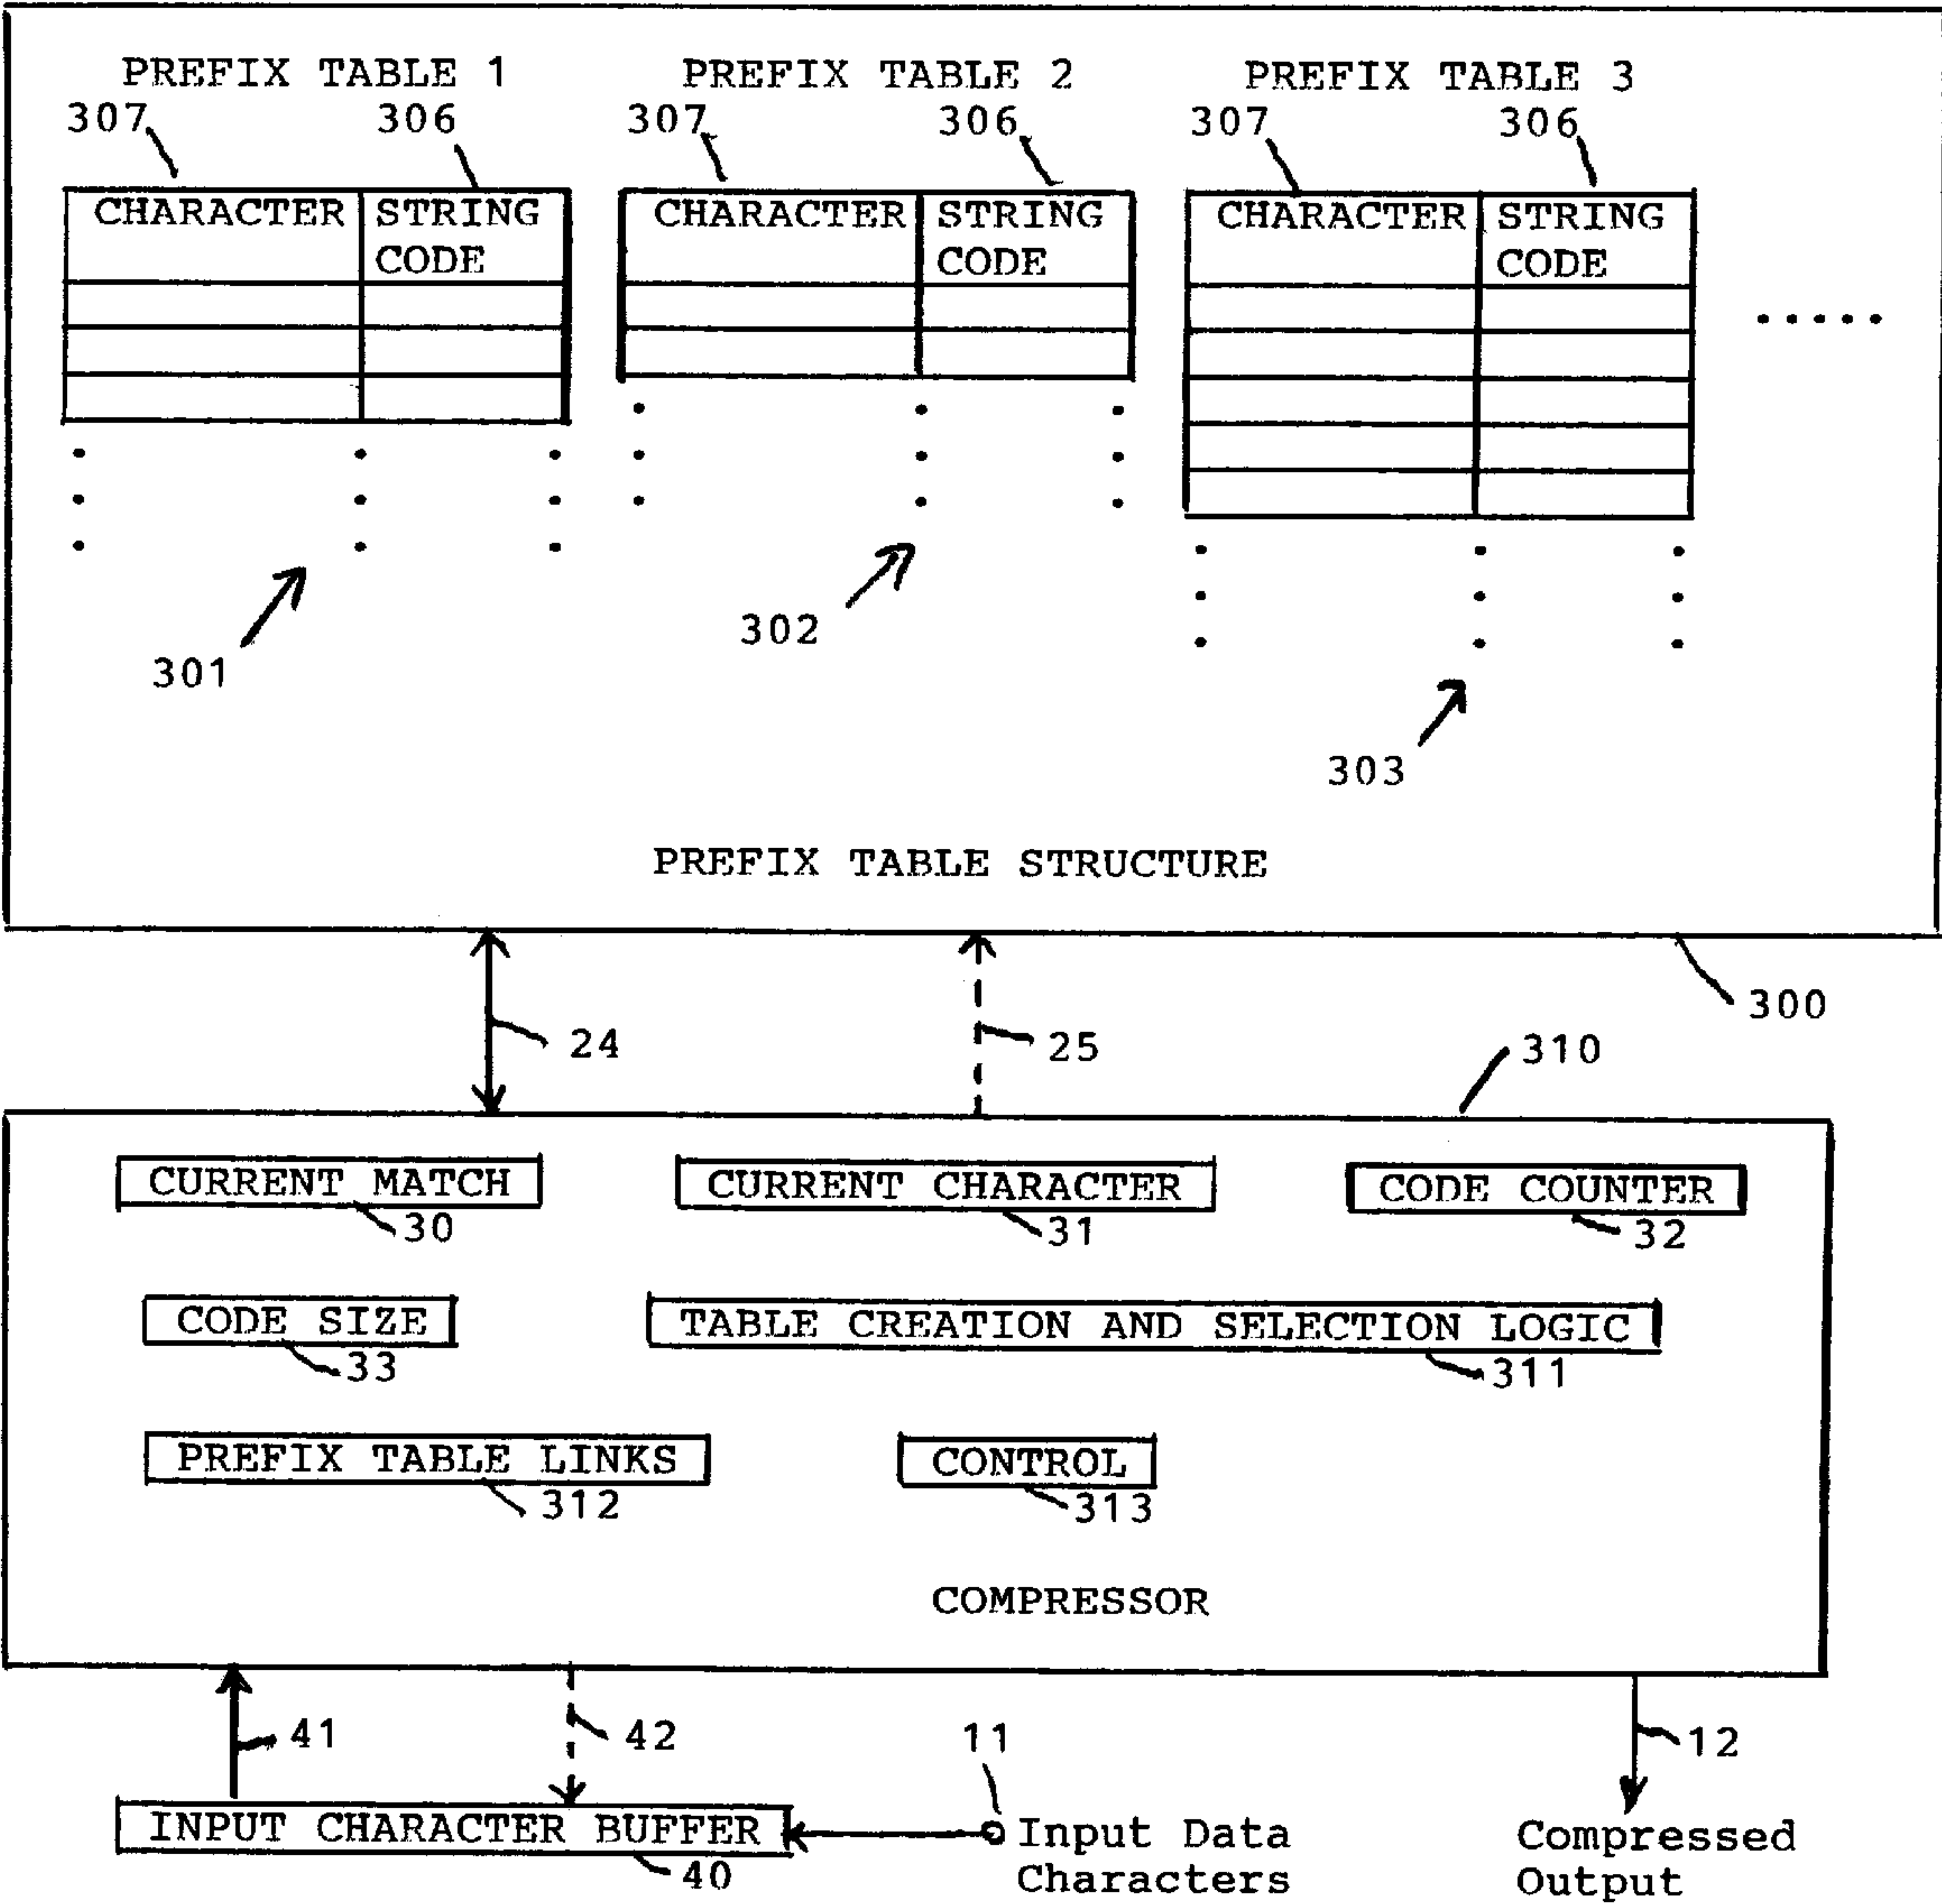 PREFIX TABLE 1 PREFIX TABLE 2 PREFIX TABLE 3
307 306 307 306 307 306
CHARACTER STRING CODE CHARACTER STRING CODE CHARACTER STRING CODE
301 302 303
PREFIX TABLE STRUCTURE
300
24 25 310
CURRENT MATCH CURRENT CHARACTER CODE COUNTER
30 31 32
CODE SIZE TABLE CREATION AND SELECTION LOGIC
33 311
PREFIX TABLE LINKS CONTROL
312 313
COMPRESSOR
41 42 11 12
INPUT CHARACTER BUFFER Input Data Compressed
40 Characters Output